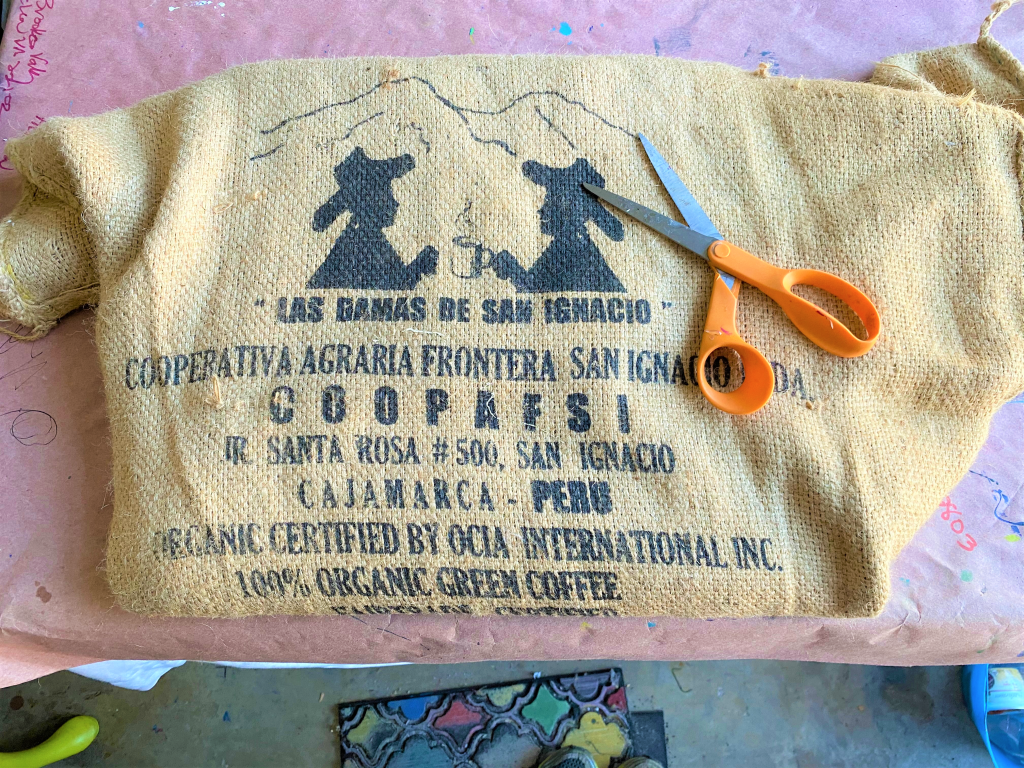 " LAS DAMAS DE SAN IGNACIO "
COOPERATIVA AGRARIA FRONTERA SAN IGNACIO DA.
COOPAFSI
JR. SANTA ROSA #500, SAN IGNACIO
CAJAMARCA - PERU
ORGANIC CERTIFIED BY OCIA INTERNATIONAL INC.
100% ORGANIC GREEN COFFEE